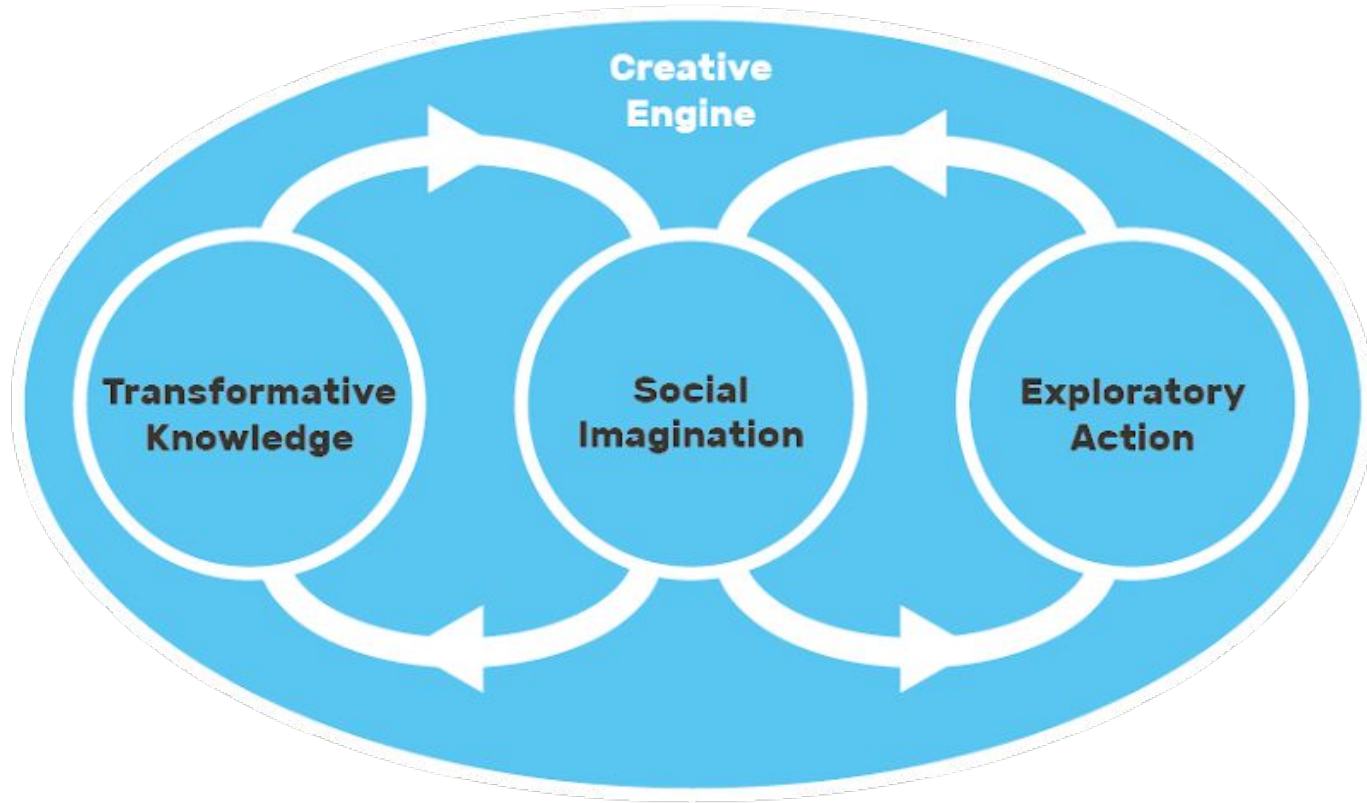 Creative
Engine
Transformative
Knowledge
Social
Imagination
Exploratory
Action